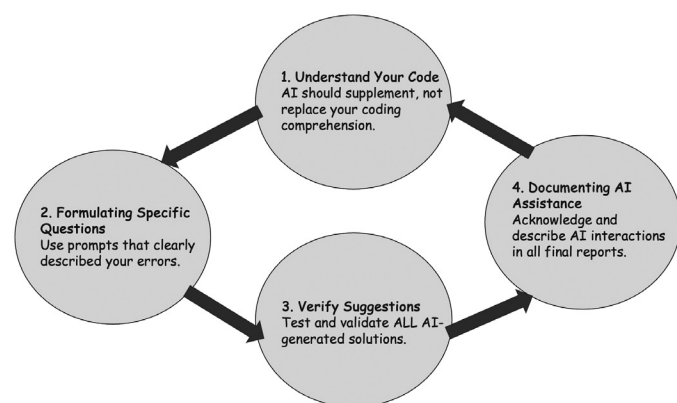 1. Understand Your Code
AI should supplement, not
replace your coding
comprehension.
2. Formulating Specific
Questions
Use prompts that clearly
described your errors.
3. Verify Suggestions
Test and validate ALL AI-
generated solutions.
4. Documenting AI
Assistance
Acknowledge and
describe AI interactions
in all final reports.